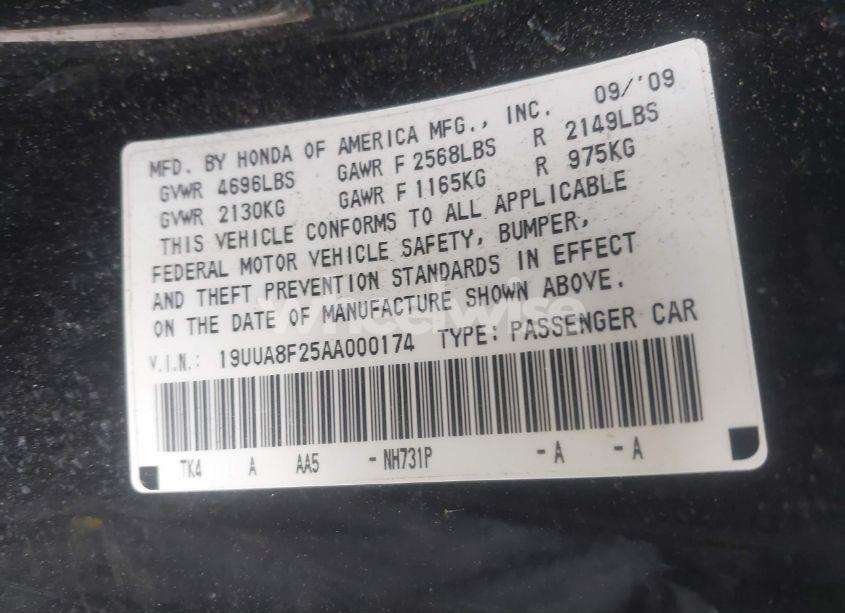 MFD. BY HONDA OF AMERICA MFG., INC. 09/'09
GVWR 4696LBS GAWR F 2568LBS R 2149LBS
GVWR 2130KG GAWR F 1165KG R 975KG
THIS VEHICLE CONFORMS TO ALL APPLICABLE
FEDERAL MOTOR VEHICLE SAFETY, BUMPER,
AND THEFT PREVENTION STANDARDS IN EFFECT
ON THE DATE OF MANUFACTURE SHOWN ABOVE.
Wheelwise
V.I.N.: 19UUA8F25AA000174 TYPE: PASSENGER CAR
TK4 A AA5 - NH731P - A - A